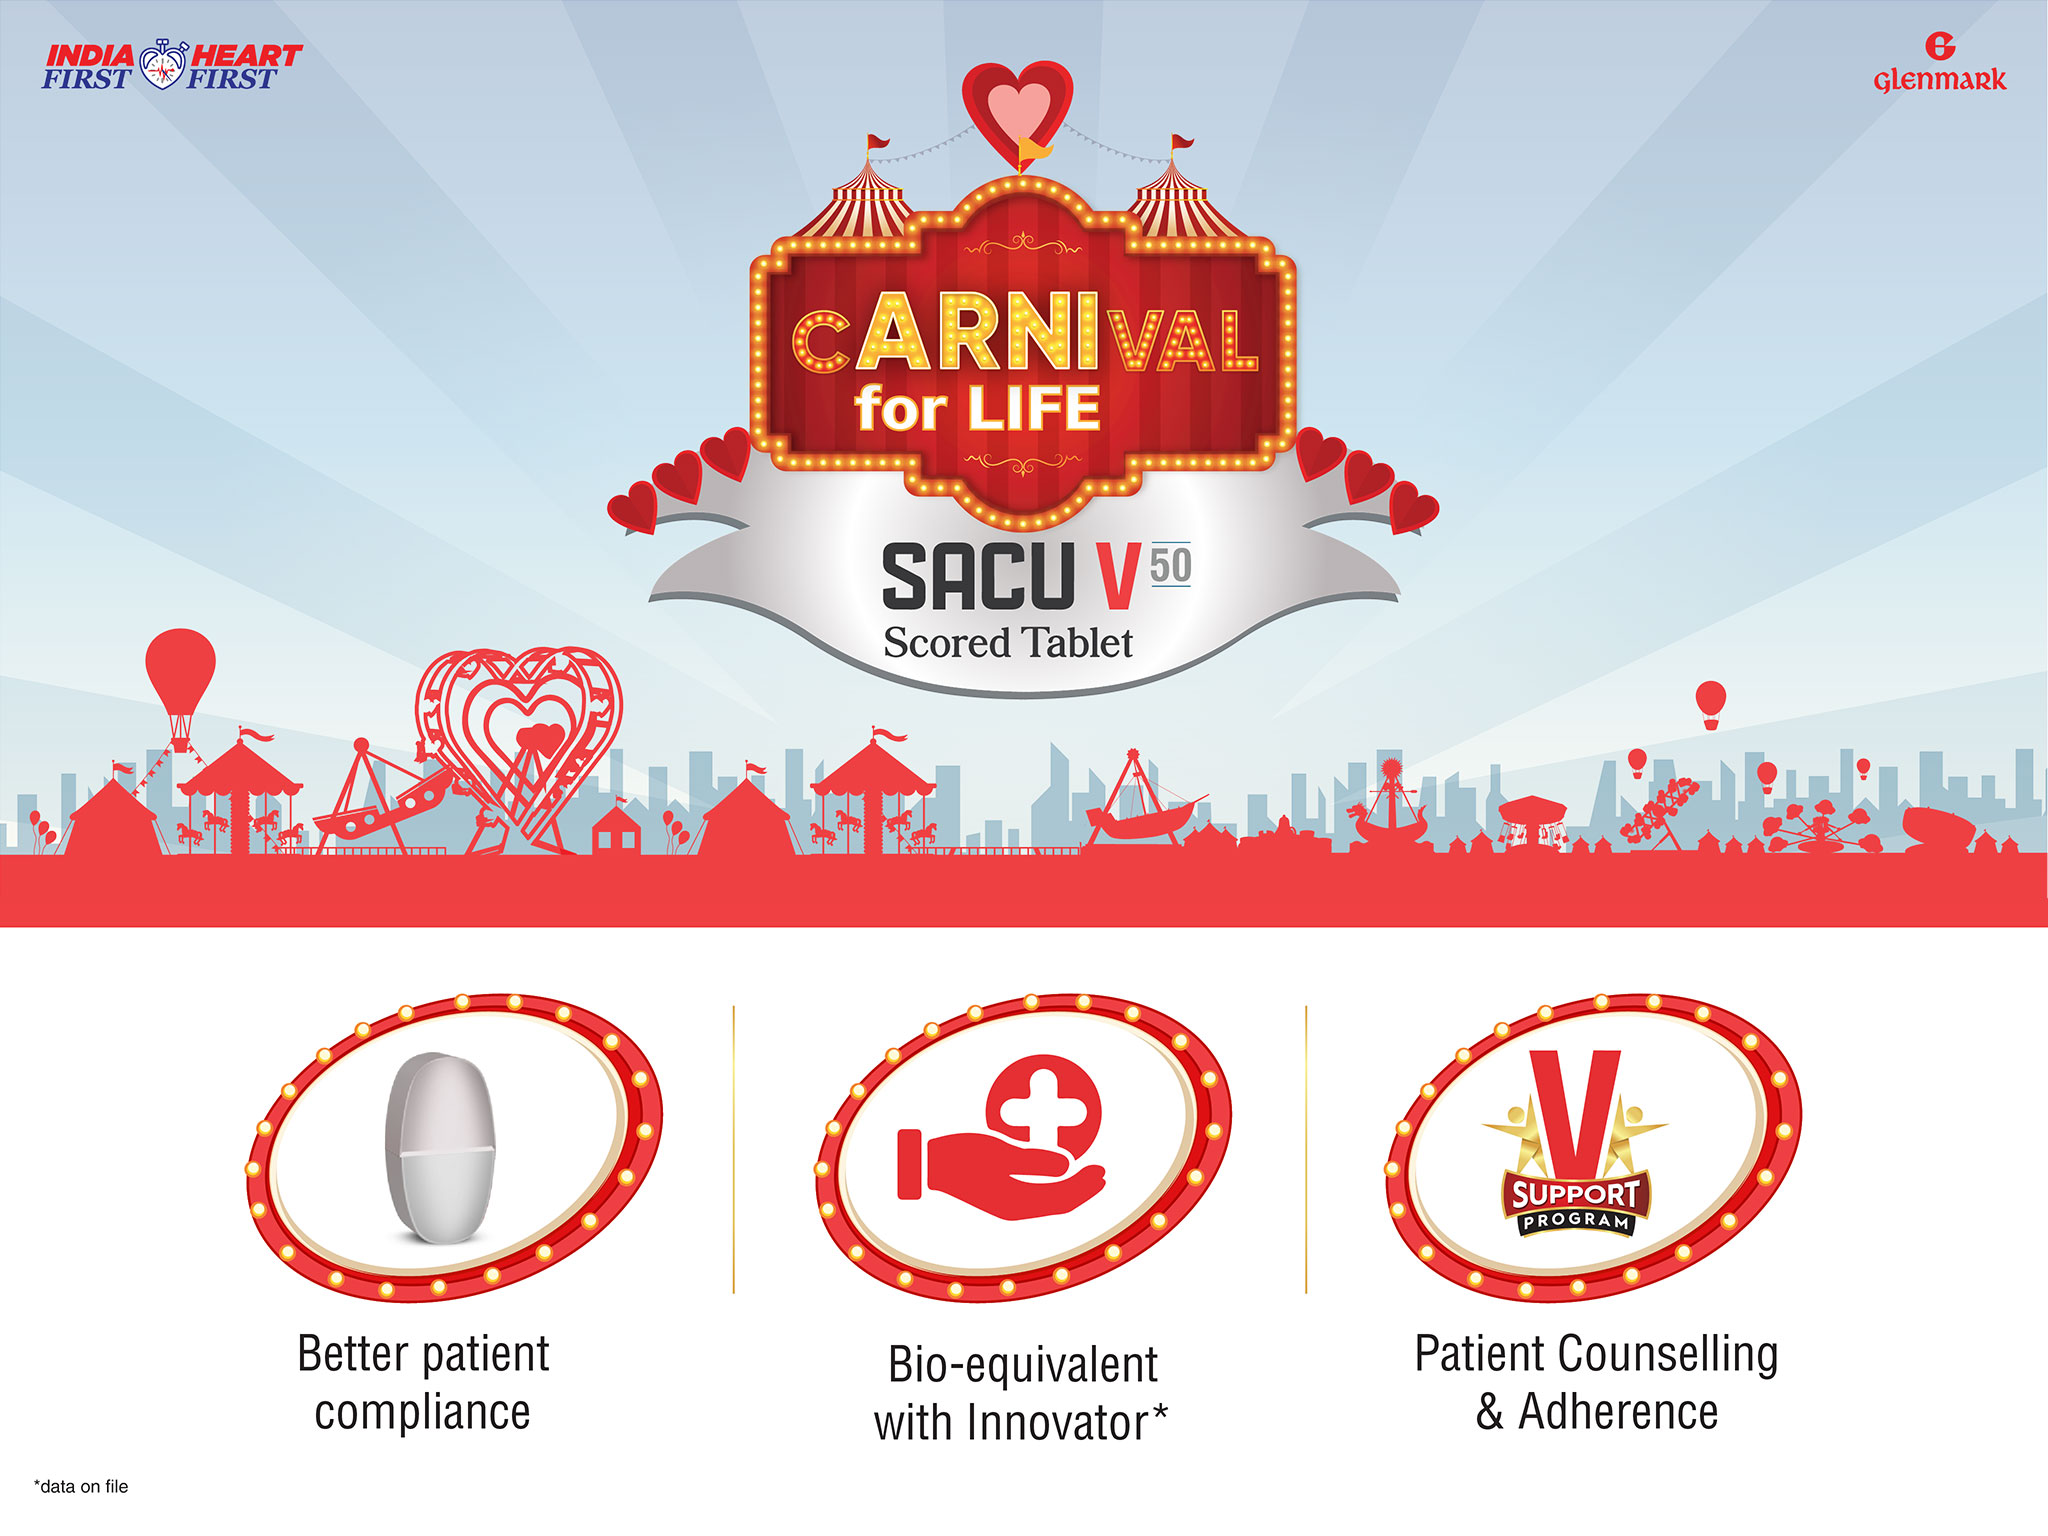 INDIA HEART
FIRST FIRST
Glenmark
CARNIVAL
for LIFE
SACU V 50
Scored Tablet
V
SUPPORT
PROGRAM
Better patient
compliance
Bio-equivalent
with Innovator*
Patient Counselling
& Adherence
*data on file